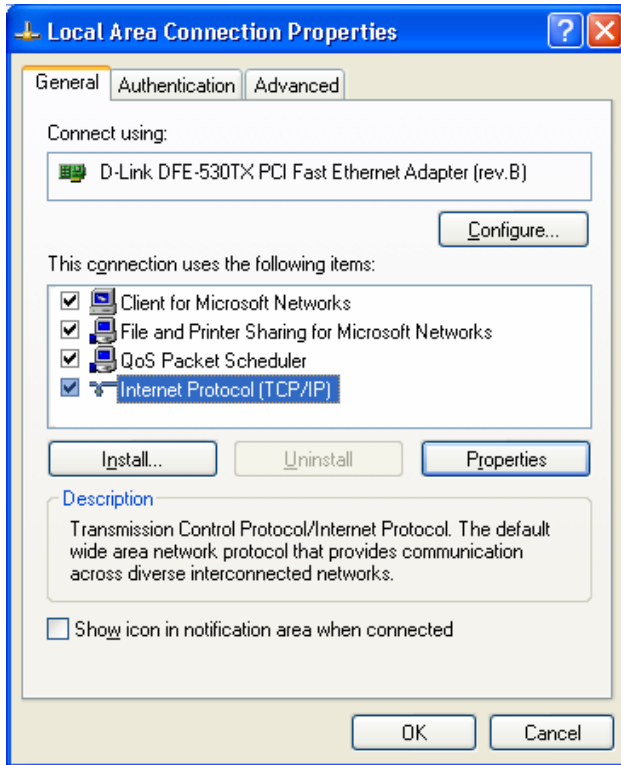 Local Area Connection Properties
General Authentication Advanced
Connect using:
D-Link DFE-530TX PCI Fast Ethernet Adapter (rev.B)
Configure...
This connection uses the following items:
Client for Microsoft Networks
File and Printer Sharing for Microsoft Networks
QoS Packet Scheduler
Internet Protocol (TCP/IP)
Install... Uninstall Properties
Description
Transmission Control Protocol/Internet Protocol. The default
wide area network protocol that provides communication
across diverse interconnected networks.
Show icon in notification area when connected
OK Cancel